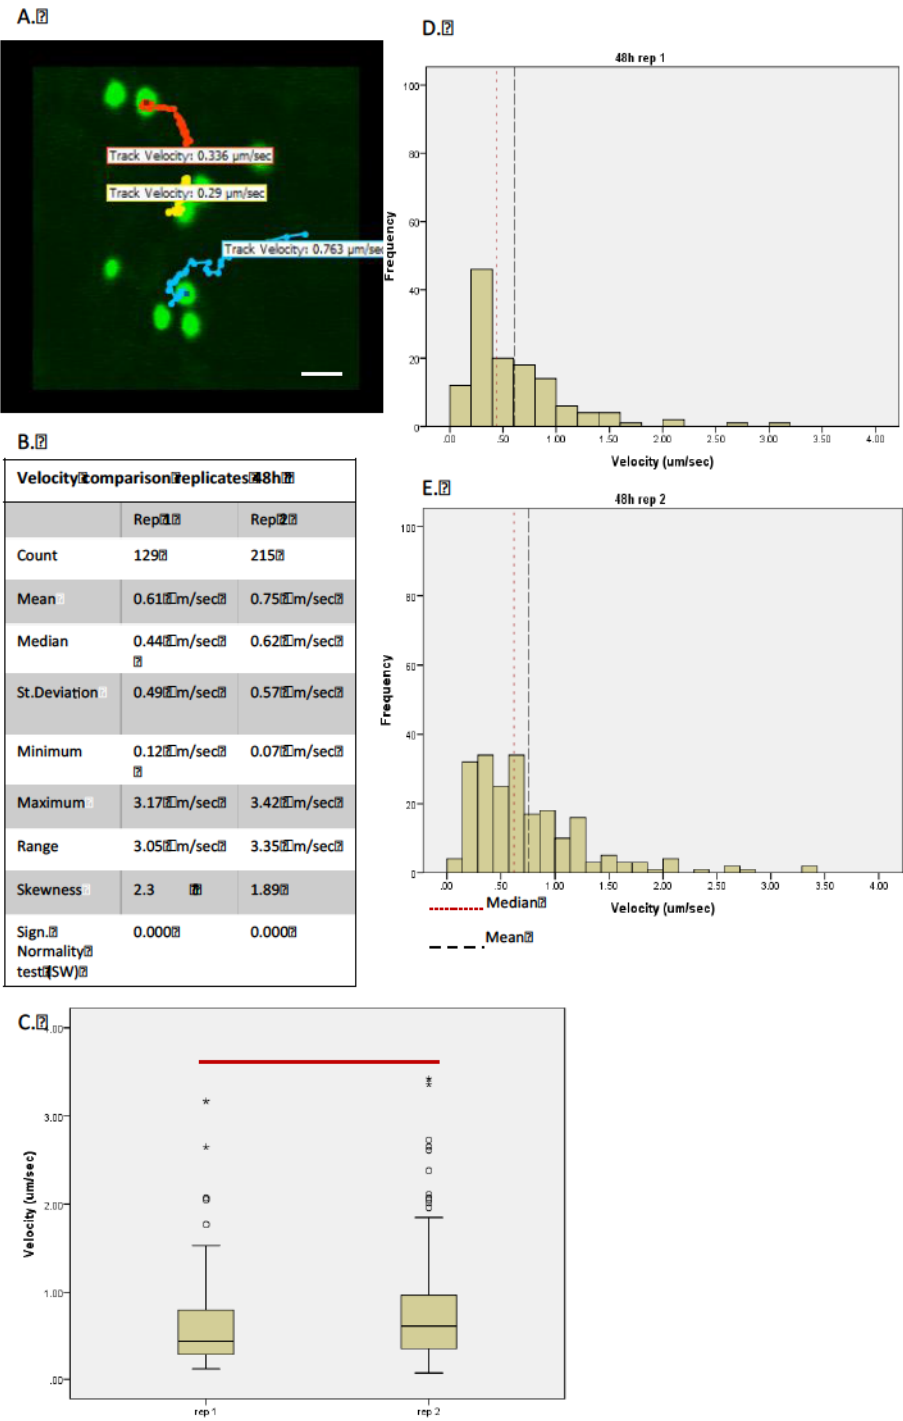 A.
Track Velocity: 0.336 µm/sec
Track Velocity: 0.29 µm/sec
Track Velocity: 0.763 µm/sec
B.
Velocity comparison replicates 48h
Rep 1 Rep 2
Count 129 215
Mean 0.61 m/sec 0.75 m/sec
Median 0.44 m/sec 0.62 m/sec
St.Deviation 0.49 m/sec 0.57 m/sec
Minimum 0.12 m/sec 0.07 m/sec
Maximum 3.17 m/sec 3.42 m/sec
Range 3.05 m/sec 3.35 m/sec
Skewness 2.3 1.89
Sign. 0.000 0.000
Normality
test (SW)
C.
4.00
3.00
2.00
1.00
.00
Velocity (um/sec)
rep 1 rep 2
D.
48h rep 1
100
80
60
40
20
0
Frequency
.00 .50 1.00 1.50 2.00 2.50 3.00 3.50 4.00
Velocity (um/sec)
E.
48h rep 2
100
80
60
40
20
0
Frequency
.00 .50 1.00 1.50 2.00 2.50 3.00 3.50 4.00
Velocity (um/sec)
Median
Mean